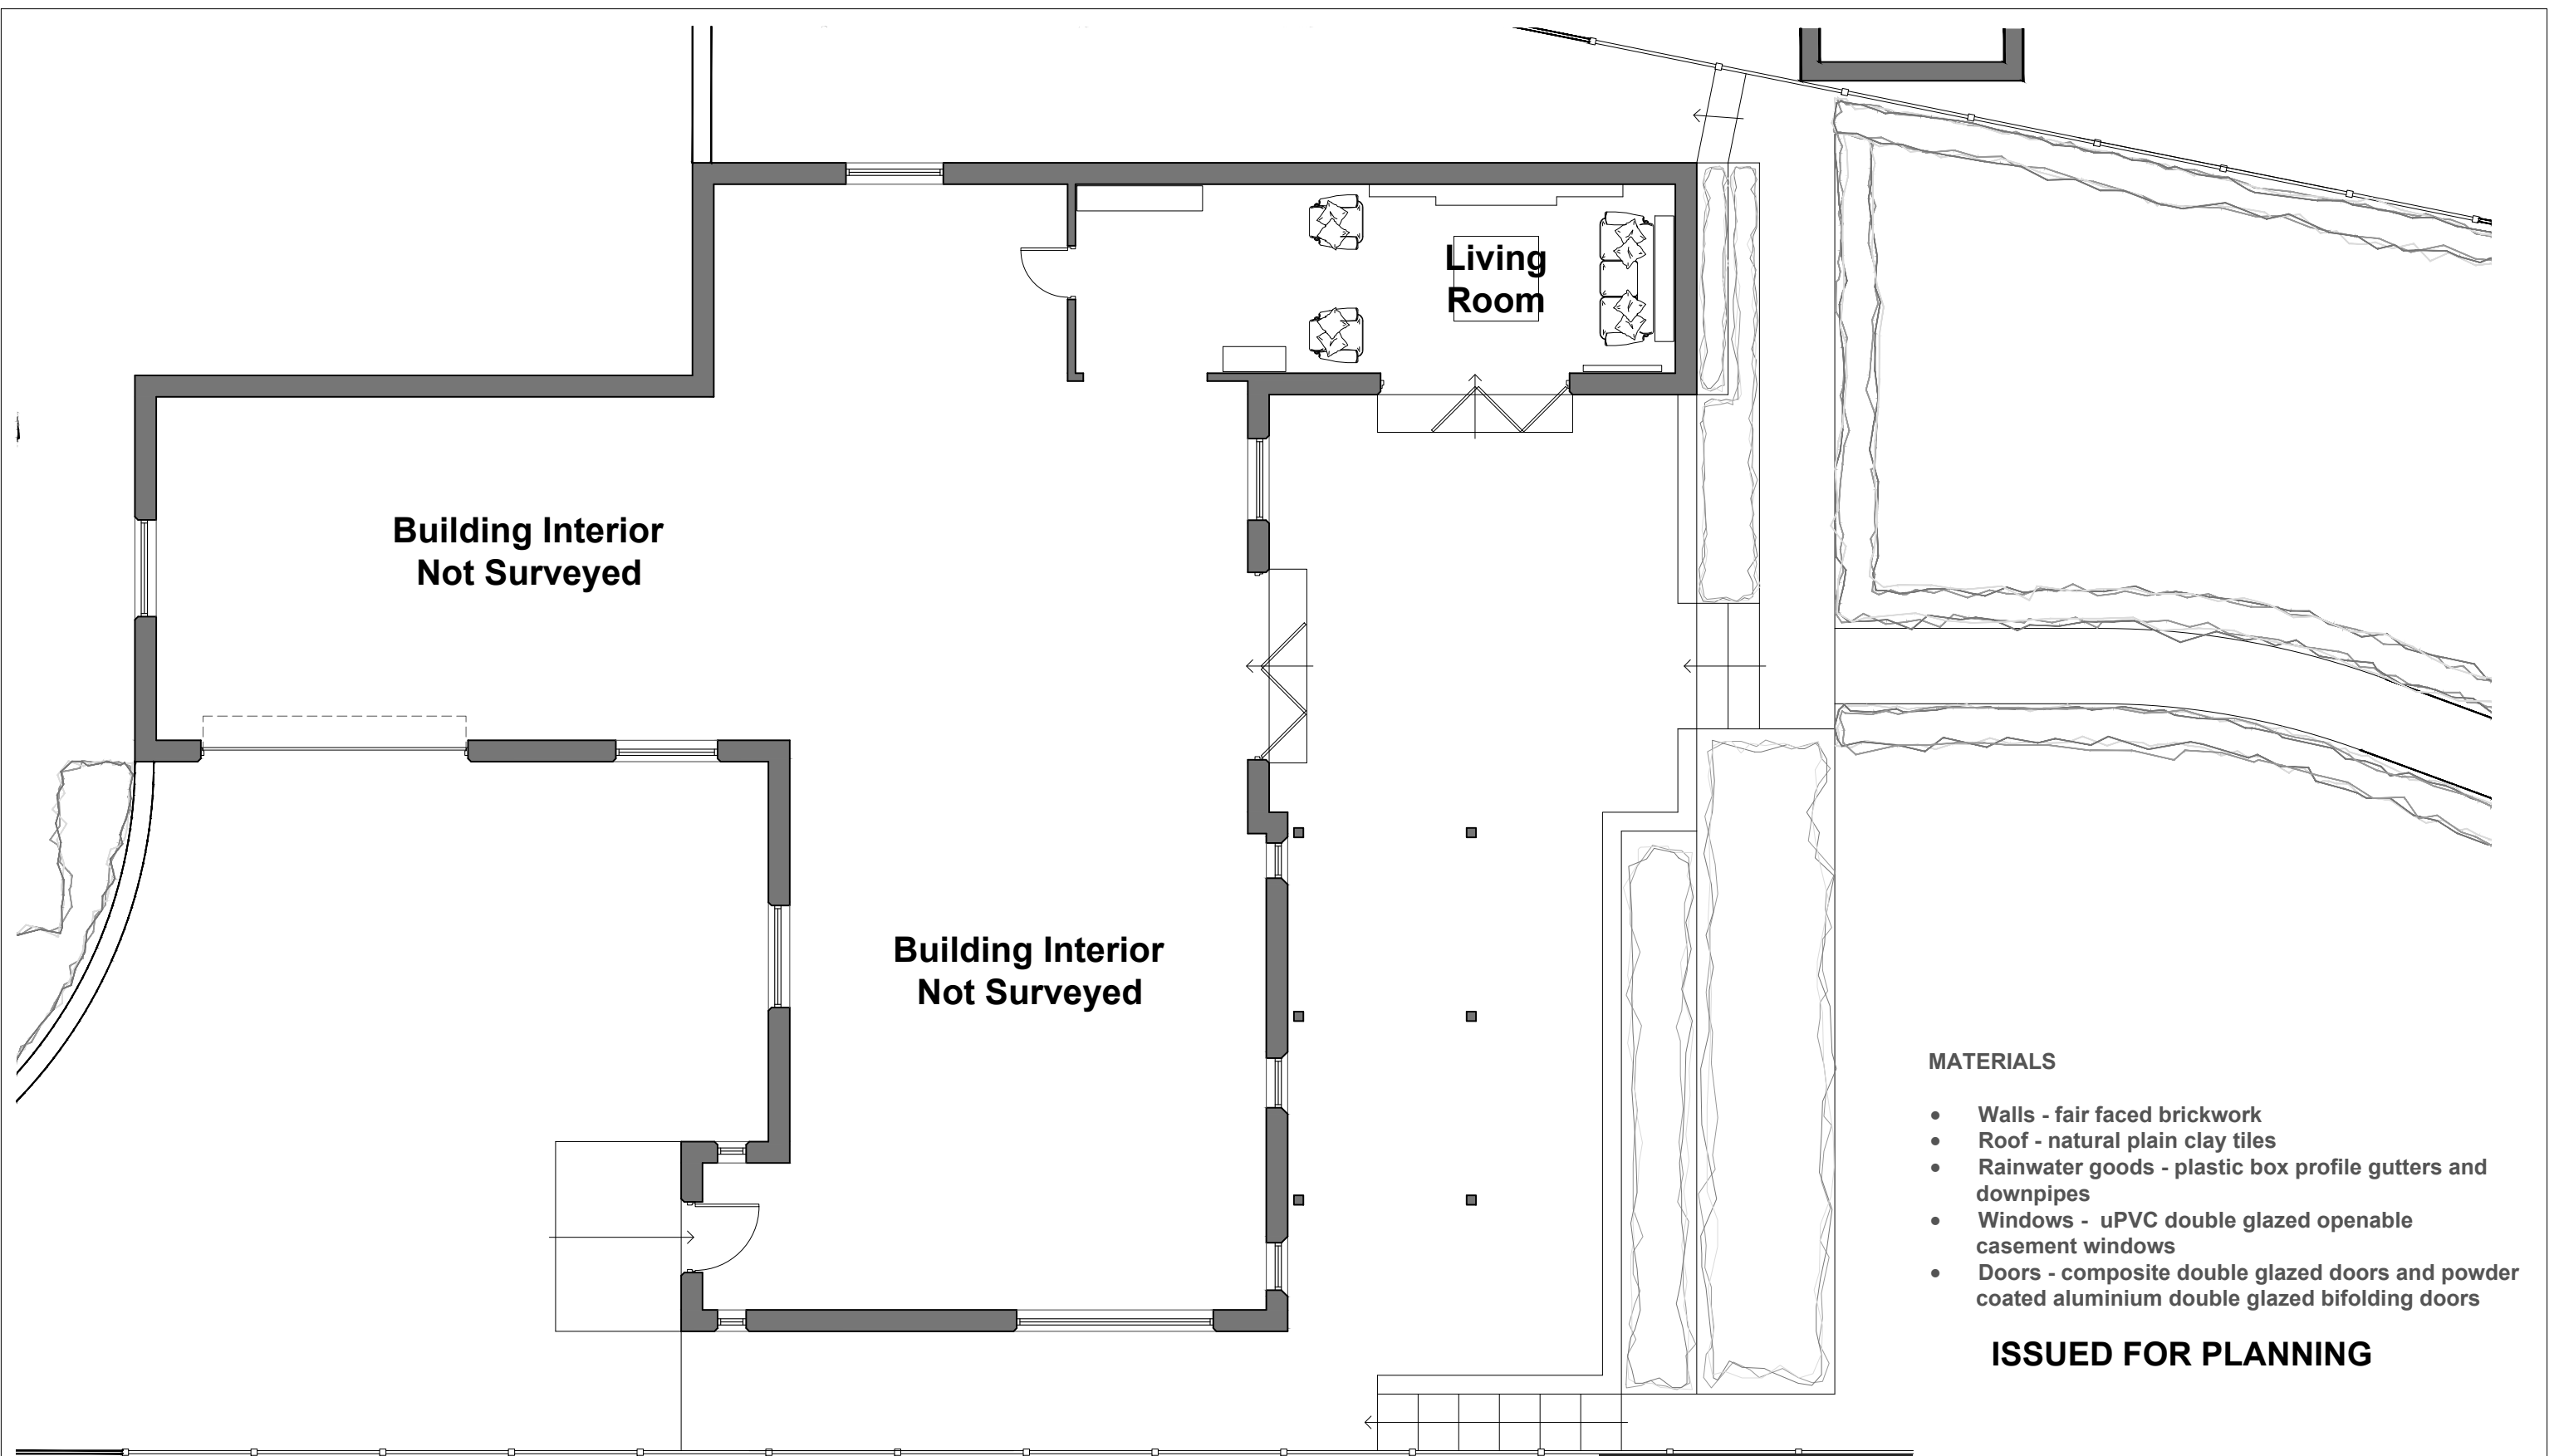 Living
Room
Building Interior
Not Surveyed
Building Interior
Not Surveyed
MATERIALS
• Walls - fair faced brickwork
• Roof - natural plain clay tiles
• Rainwater goods - plastic box profile gutters and
downpipes
• Windows - uPVC double glazed openable
casement windows
• Doors - composite double glazed doors and powder
coated aluminium double glazed bifolding doors
ISSUED FOR PLANNING